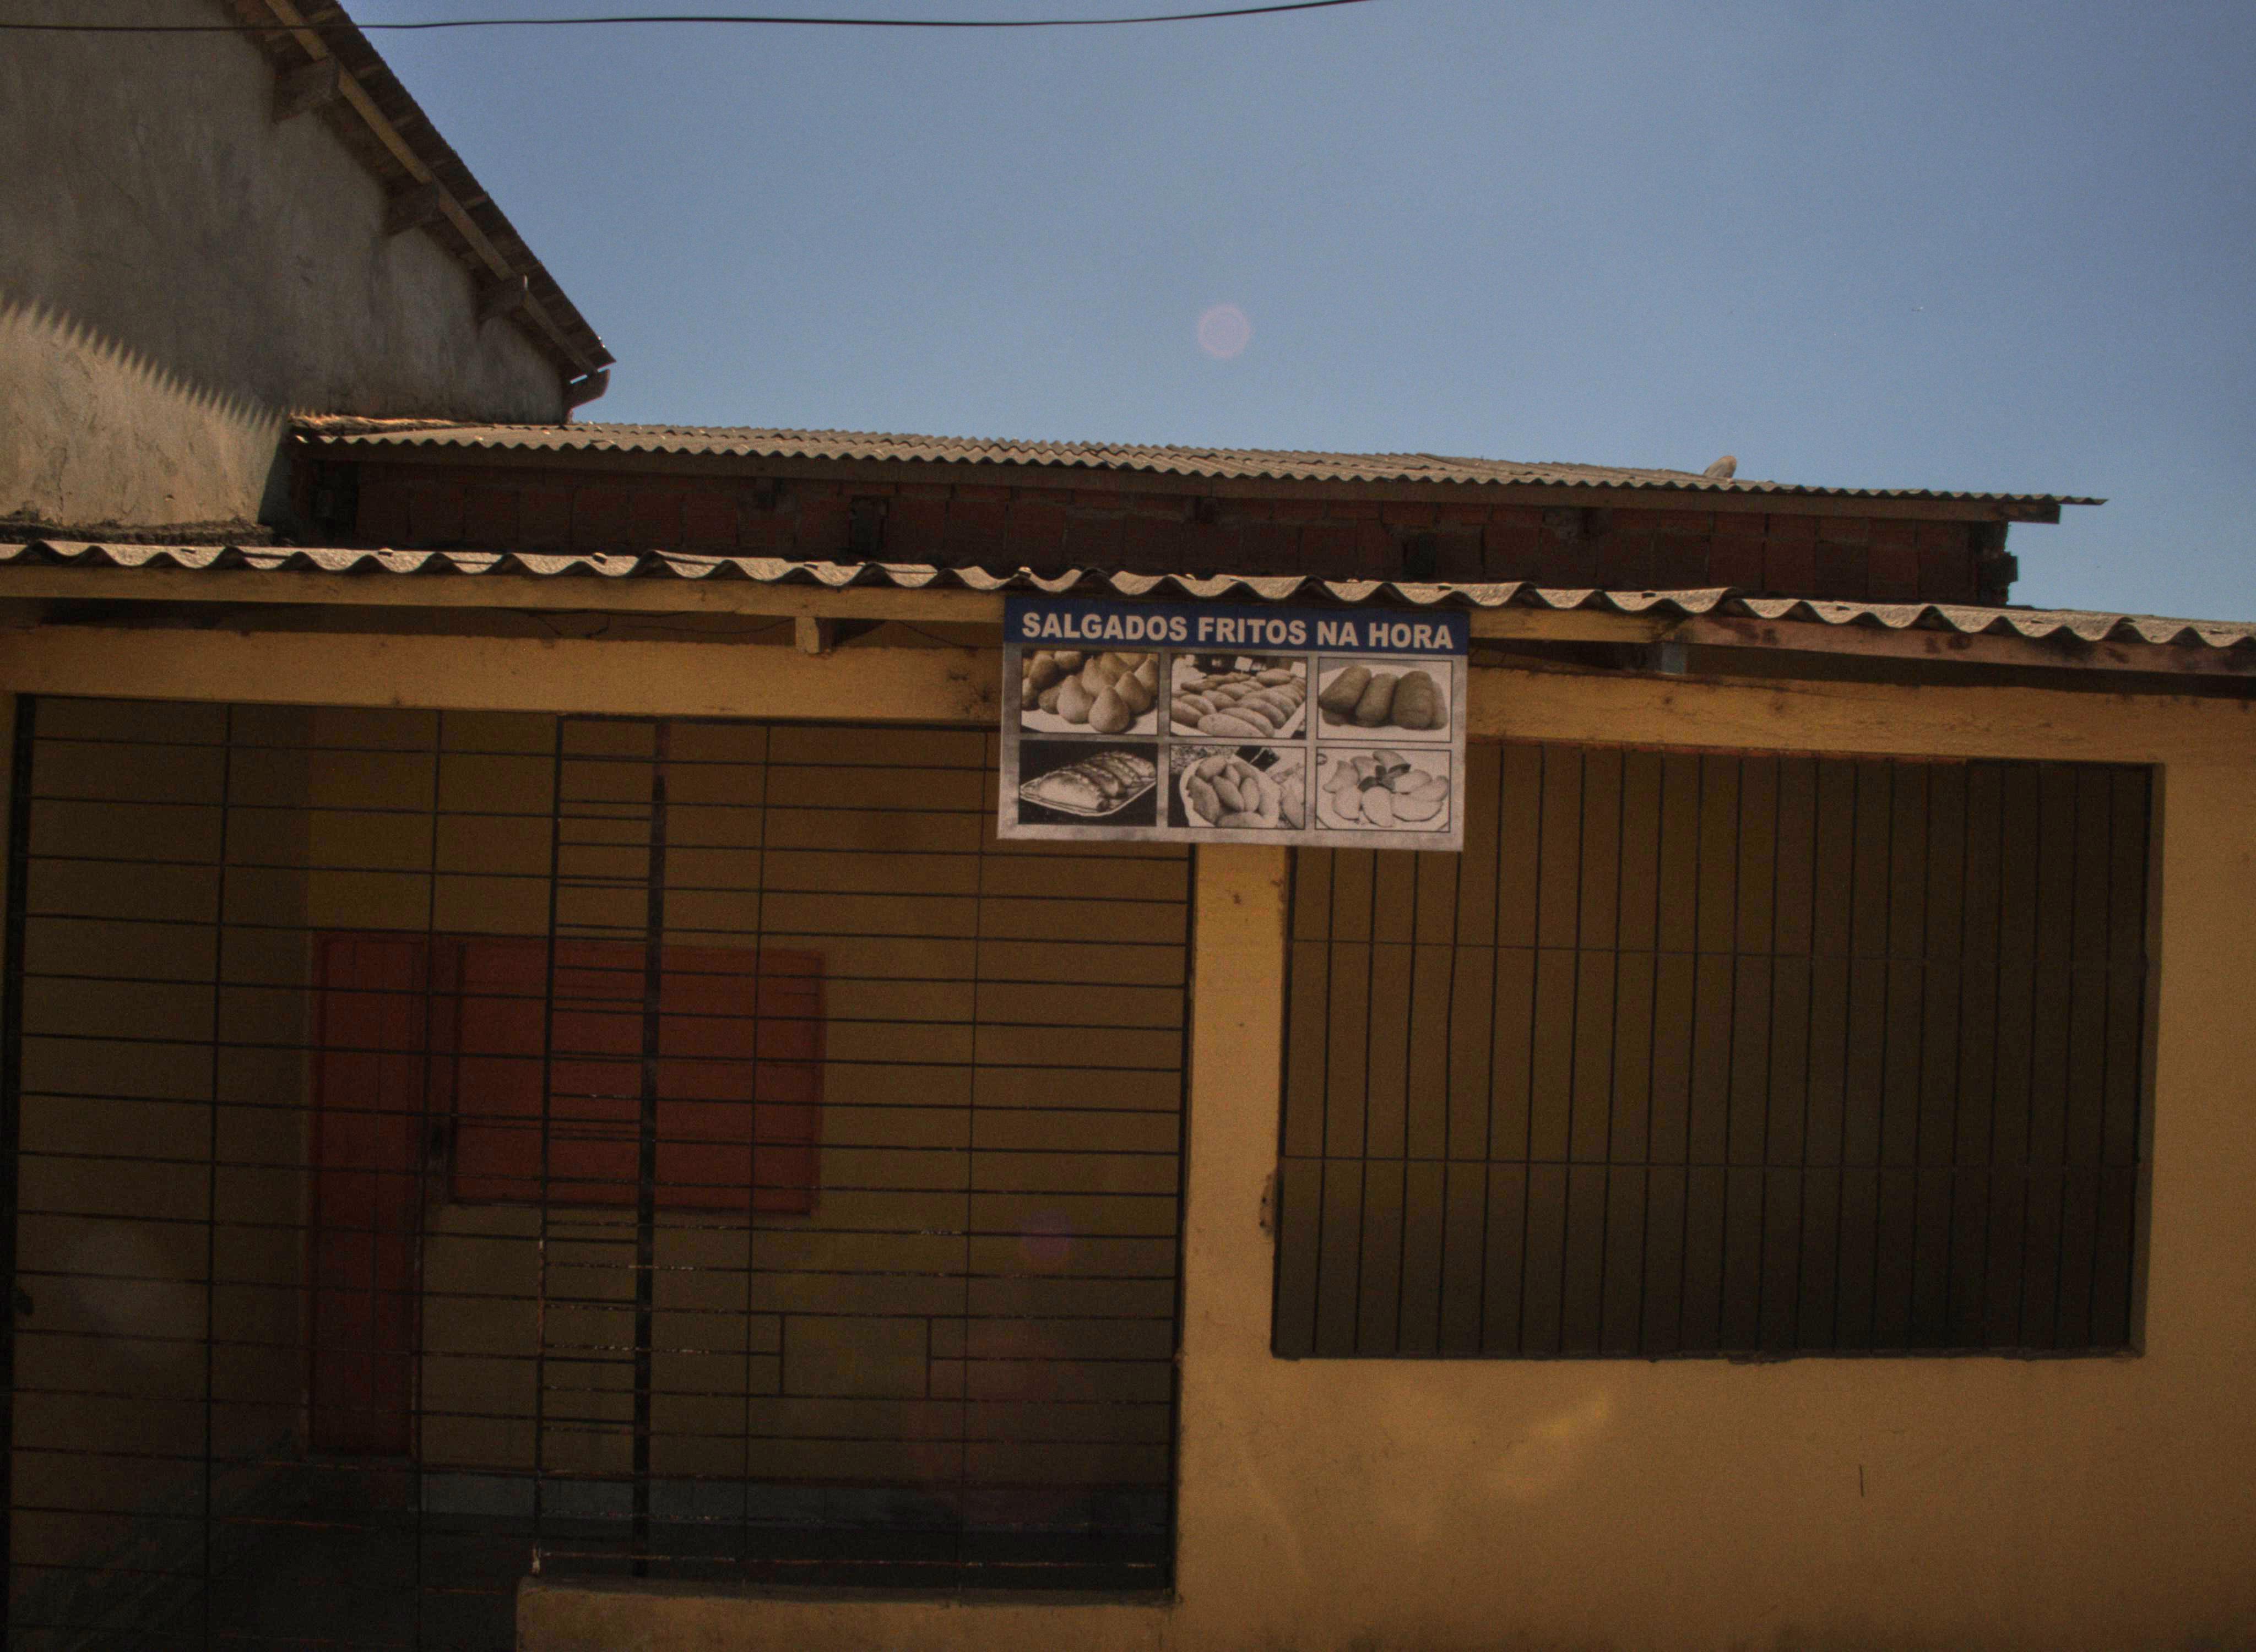 SALGADOS FRITOS NA HORA